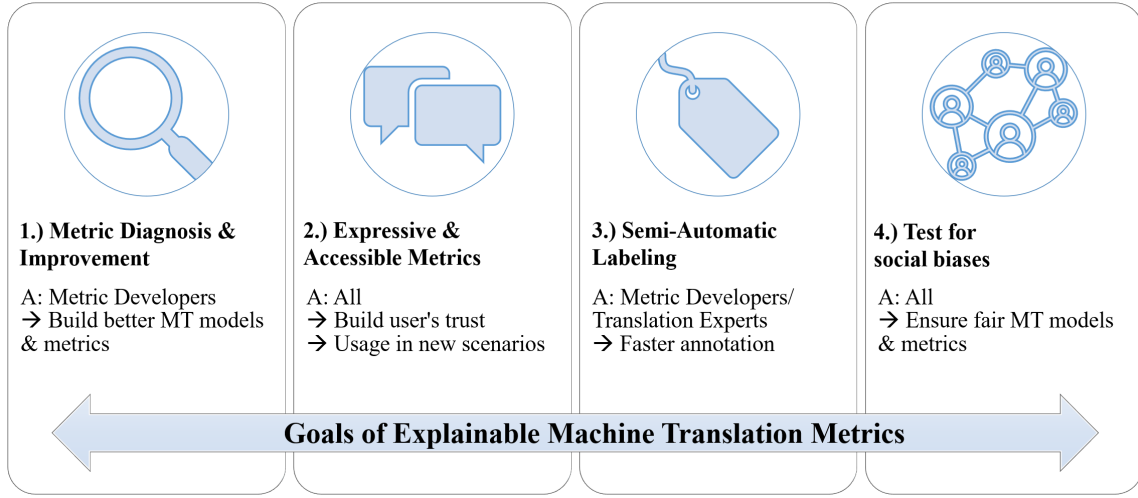 1.) Metric Diagnosis &
Improvement
A: Metric Developers
→ Build better MT models
& metrics
2.) Expressive &
Accessible Metrics
A: All
→ Build user's trust
→ Usage in new scenarios
3.) Semi-Automatic
Labeling
A: Metric Developers/
Translation Experts
→ Faster annotation
4.) Test for
social biases
A: All
→ Ensure fair MT models
& metrics
Goals of Explainable Machine Translation Metrics